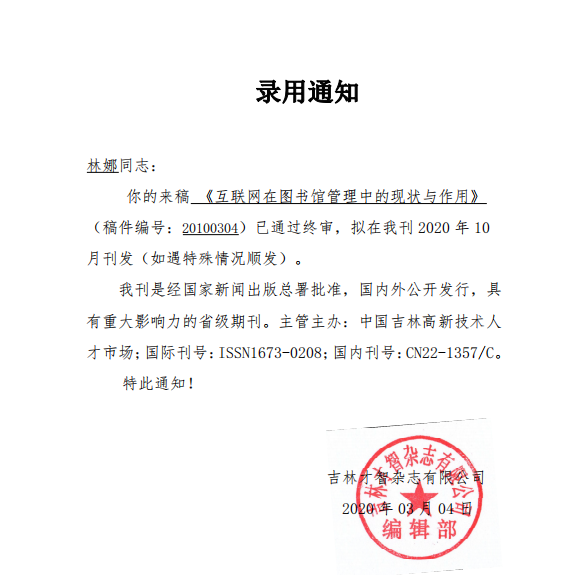 录用通知
林娜同志：
你的来稿 《互联网在图书馆管理中的现状与作用》
（稿件编号：20100304）已通过终审，拟在我刊 2020 年 10
月刊发（如遇特殊情况顺发）。
我刊是经国家新闻出版总署批准，国内外公开发行，具
有重大影响力的省级期刊。主管主办：中国吉林高新技术人
才市场；国际刊号：ISSN1673-0208；国内刊号：CN22-1357/C。
特此通知！
吉林才智杂志有限公司
吉林才智杂志有限公司
2020 年 03 月 04 日
编辑部